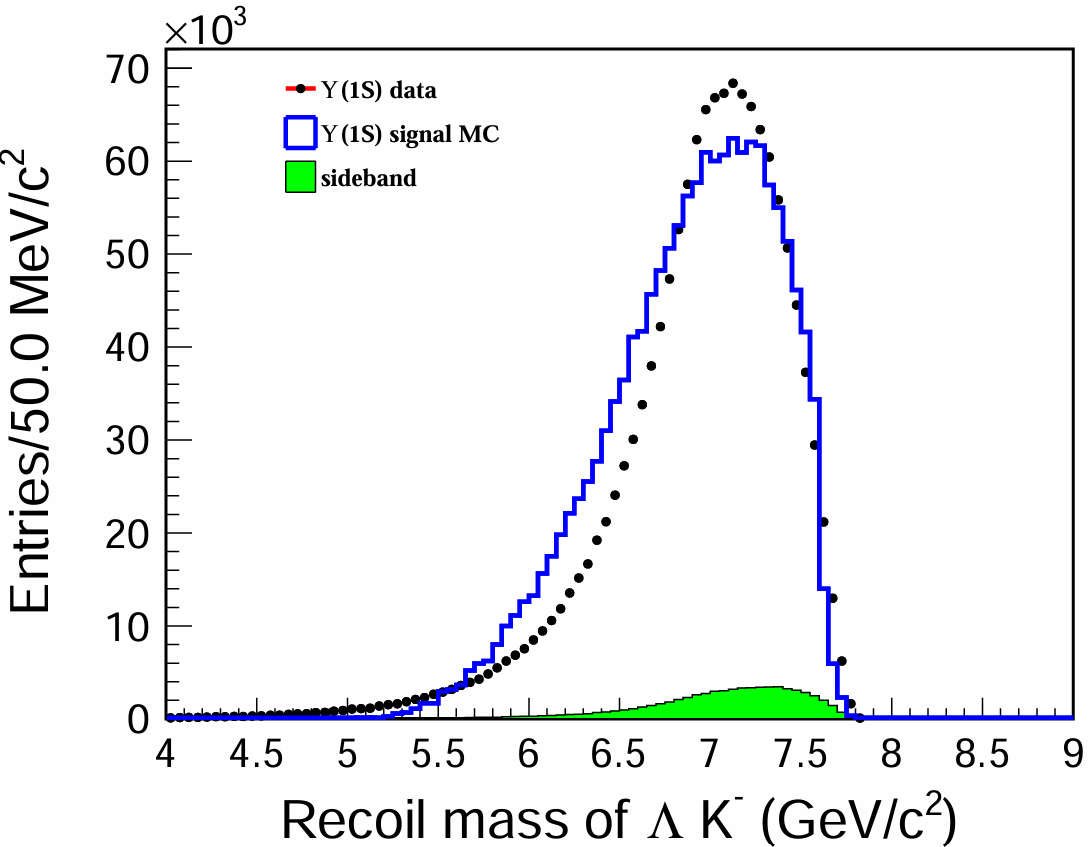 ×10³
70
60
50
40
30
20
10
0
Entries/50.0 MeV/c²
Υ(1S) data
Υ(1S) signal MC
sideband
4 4.5 5 5.5 6 6.5 7 7.5 8 8.5 9
Recoil mass of Λ K⁻ (GeV/c²)